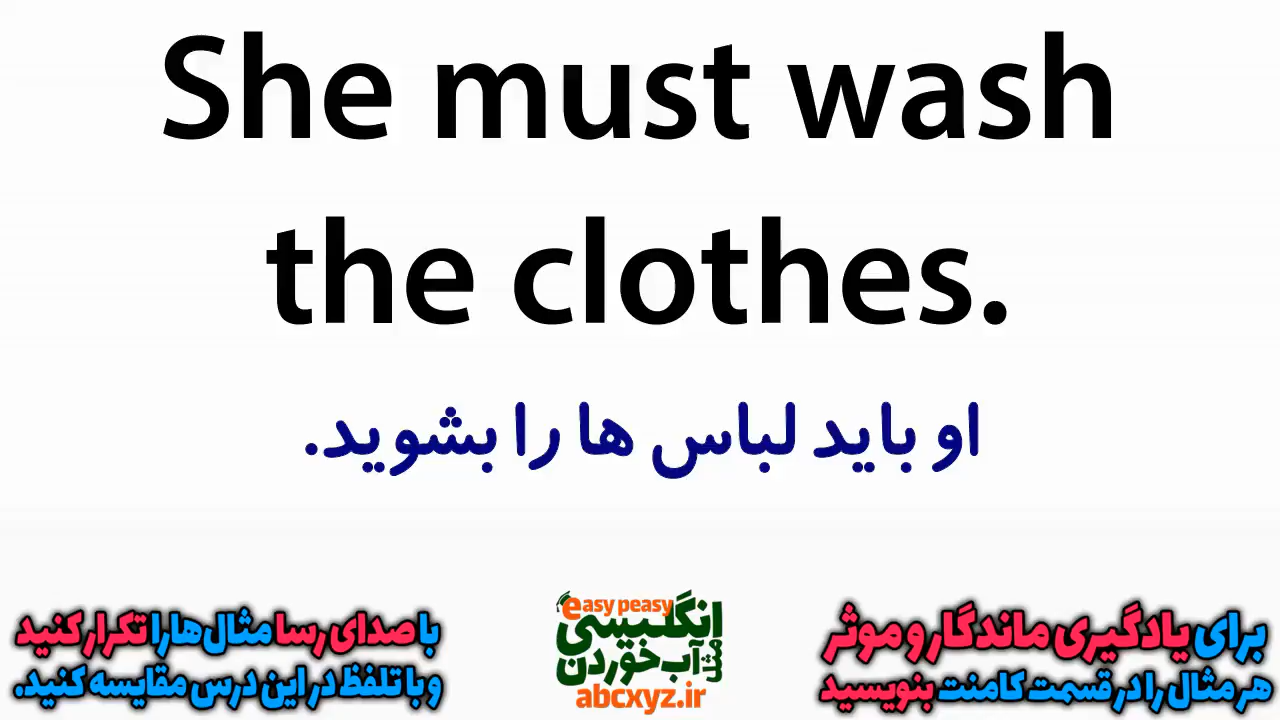 She must wash
the clothes.
او باید لباس ها را بشوید.
برای یادگیری ماندگار و موثر
هر مثال را در قسمت کامنت بنویسید
easy peasy
انگلیسی
مثل آب خوردن
abcxyz.ir
با صدای رسا مثال‌ها را تکرار کنید
و با تلفظ در این درس مقایسه کنید.